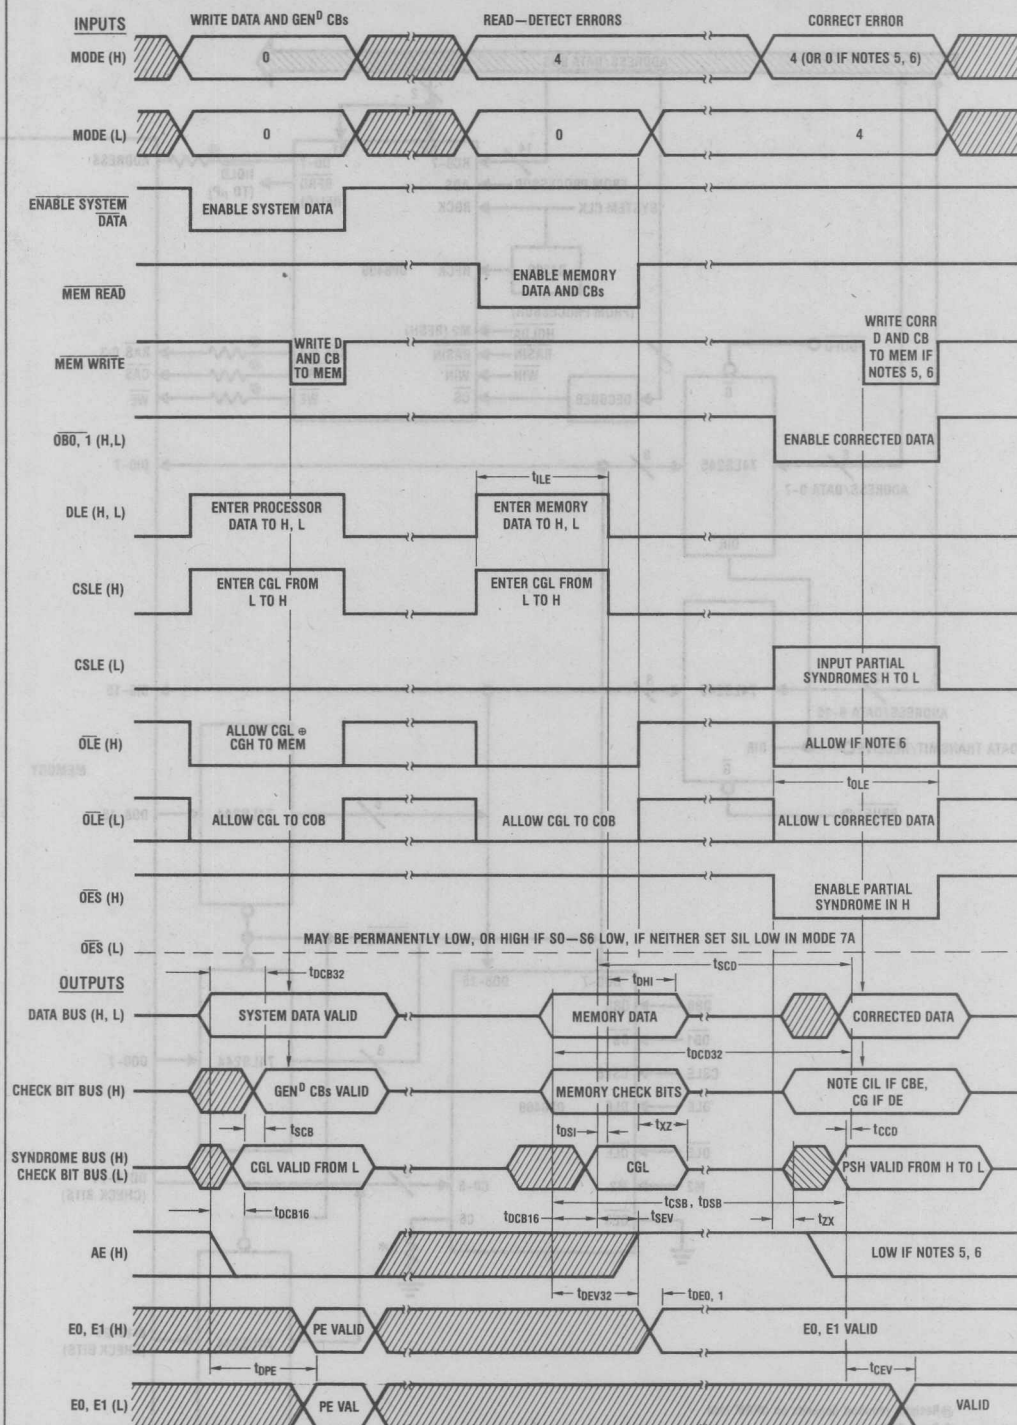 INPUTS
WRITE DATA AND GENᴰ CBs
READ—DETECT ERRORS
CORRECT ERROR
MODE (H)
0
4
4 (OR 0 IF NOTES 5, 6)
MODE (L)
0
0
4
ENABLE SYSTEM
DATA
ENABLE SYSTEM DATA
MEM READ
ENABLE MEMORY
DATA AND CBs
MEM WRITE
WRITE D
AND CB
TO MEM
WRITE CORR
D AND CB
TO MEM IF
NOTES 5, 6
OB0, 1 (H,L)
ENABLE CORRECTED DATA
tILE
DLE (H, L)
ENTER PROCESSOR
DATA TO H, L
ENTER MEMORY
DATA TO H, L
CSLE (H)
ENTER CGL FROM
L TO H
ENTER CGL FROM
L TO H
CSLE (L)
INPUT PARTIAL
SYNDROMES H TO L
OLE (H)
ALLOW CGL ⊕
CGH TO MEM
ALLOW IF NOTE 6
tOLE
OLE (L)
ALLOW CGL TO COB
ALLOW CGL TO COB
ALLOW L CORRECTED DATA
OES (H)
ENABLE PARTIAL
SYNDROME IN H
OES (L)
MAY BE PERMANENTLY LOW, OR HIGH IF SO—S6 LOW, IF NEITHER SET SIL LOW IN MODE 7A
OUTPUTS
tDCB32
tSCD
tDHI
DATA BUS (H, L)
SYSTEM DATA VALID
MEMORY DATA
CORRECTED DATA
tDCD32
CHECK BIT BUS (H)
GENᴰ CBs VALID
MEMORY CHECK BITS
NOTE CIL IF CBE,
CG IF DE
tSCB
tDSI
tXZ
tCCD
SYNDROME BUS (H)
CHECK BIT BUS (L)
CGL VALID FROM L
CGL
PSH VALID FROM H TO L
tCSB, tDSB
tDCB16
tDCB16
tSEV
tZX
AE (H)
LOW IF NOTES 5, 6
tDEV32
tDE0, 1
E0, E1 (H)
PE VALID
E0, E1 VALID
tDPE
tCEV
E0, E1 (L)
PE VAL
VALID